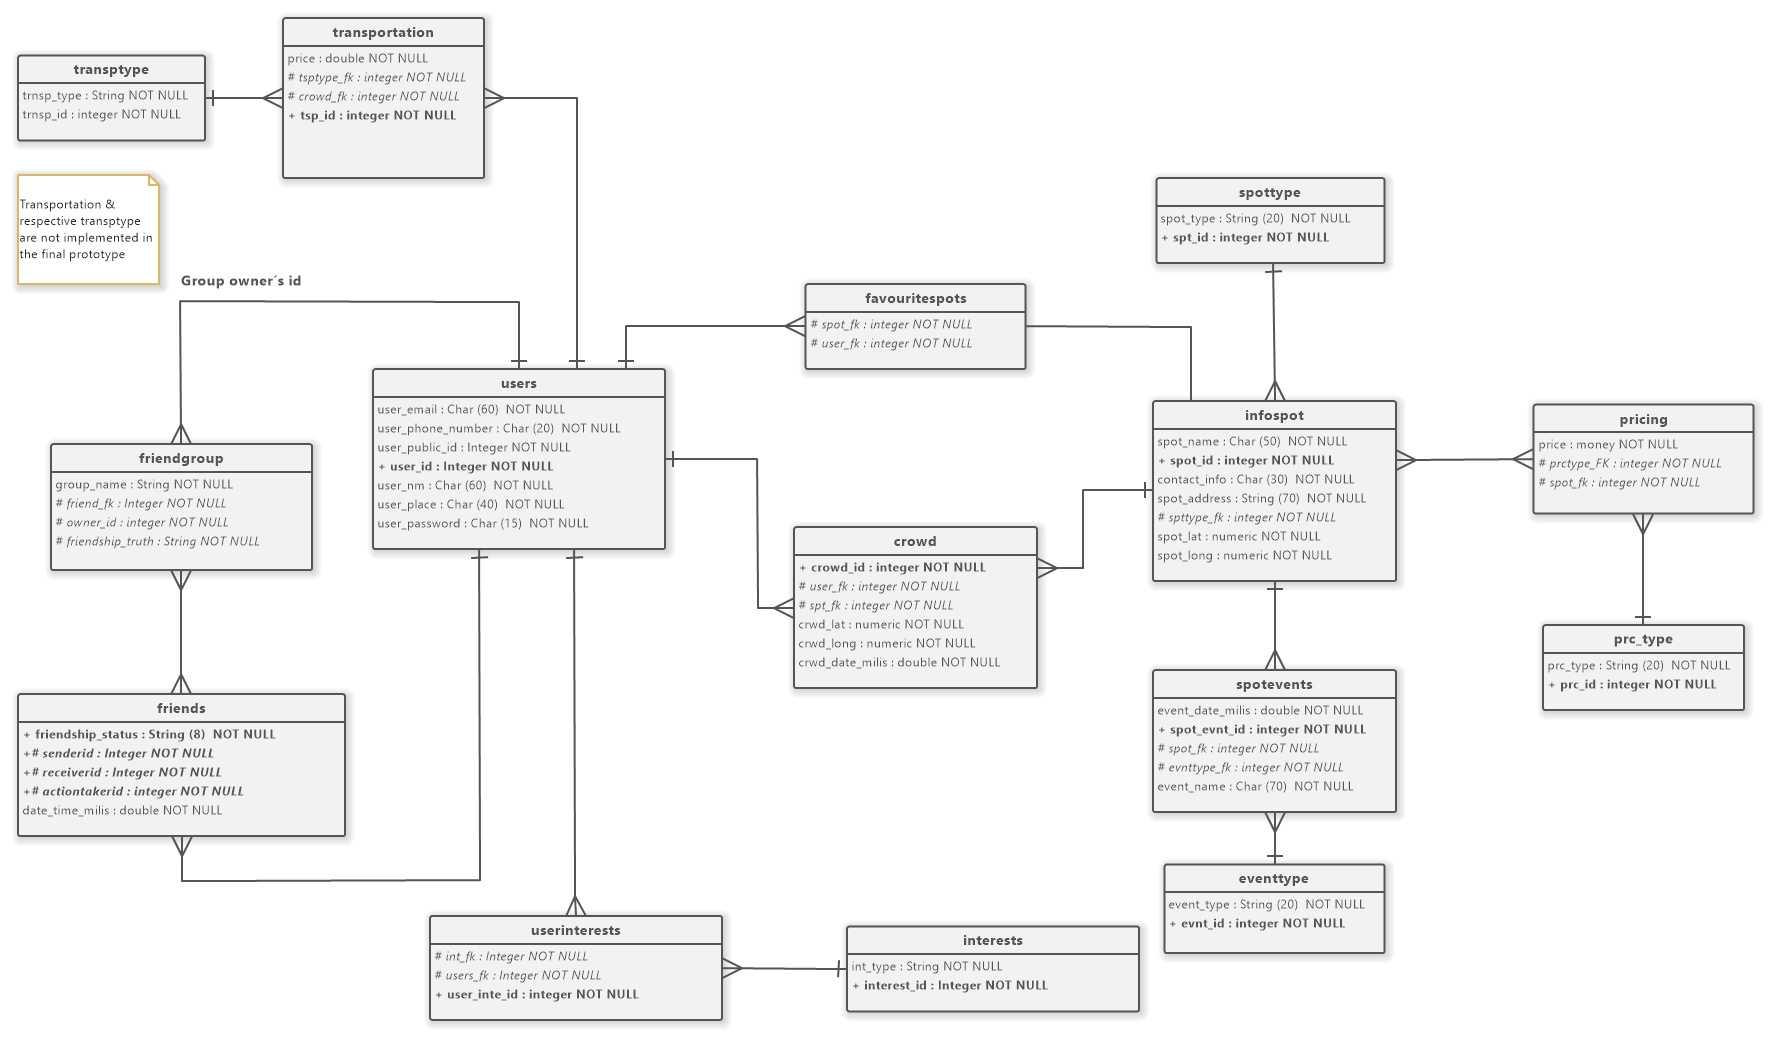 transportation
price : double NOT NULL
# tsptype_fk : integer NOT NULL
# crowd_fk : integer NOT NULL
+ tsp_id : integer NOT NULL
transptype
trnsp_type : String NOT NULL
trnsp_id : integer NOT NULL
Transportation &
respective transptype
are not implemented in
the final prototype
Group owner´s id
spottype
spot_type : String (20)  NOT NULL
+ spt_id : integer NOT NULL
favouritespots
# spot_fk : integer NOT NULL
# user_fk : integer NOT NULL
users
user_email : Char (60)  NOT NULL
user_phone_number : Char (20)  NOT NULL
user_public_id : Integer NOT NULL
+ user_id : Integer NOT NULL
user_nm : Char (60)  NOT NULL
user_place : Char (40)  NOT NULL
user_password : Char (15)  NOT NULL
infospot
spot_name : Char (50)  NOT NULL
+ spot_id : integer NOT NULL
contact_info : Char (30)  NOT NULL
spot_address : String (70)  NOT NULL
# spttype_fk : integer NOT NULL
spot_lat : numeric NOT NULL
spot_long : numeric NOT NULL
pricing
price : money NOT NULL
# prctype_FK : integer NOT NULL
# spot_fk : integer NOT NULL
friendgroup
group_name : String NOT NULL
# friend_fk : Integer NOT NULL
# owner_id : integer NOT NULL
# friendship_truth : String NOT NULL
crowd
+ crowd_id : integer NOT NULL
# user_fk : integer NOT NULL
# spt_fk : integer NOT NULL
crwd_lat : numeric NOT NULL
crwd_long : numeric NOT NULL
crwd_date_milis : double NOT NULL
prc_type
prc_type : String (20)  NOT NULL
+ prc_id : integer NOT NULL
friends
+ friendship_status : String (8)  NOT NULL
+# senderid : Integer NOT NULL
+# receiverid : Integer NOT NULL
+# actiontakerid : integer NOT NULL
date_time_milis : double NOT NULL
spotevents
event_date_milis : double NOT NULL
+ spot_evnt_id : integer NOT NULL
# spot_fk : integer NOT NULL
# evnttype_fk : integer NOT NULL
event_name : Char (70)  NOT NULL
eventtype
event_type : String (20)  NOT NULL
+ evnt_id : integer NOT NULL
userinterests
# int_fk : Integer NOT NULL
# users_fk : Integer NOT NULL
+ user_inte_id : integer NOT NULL
interests
int_type : String NOT NULL
+ interest_id : Integer NOT NULL